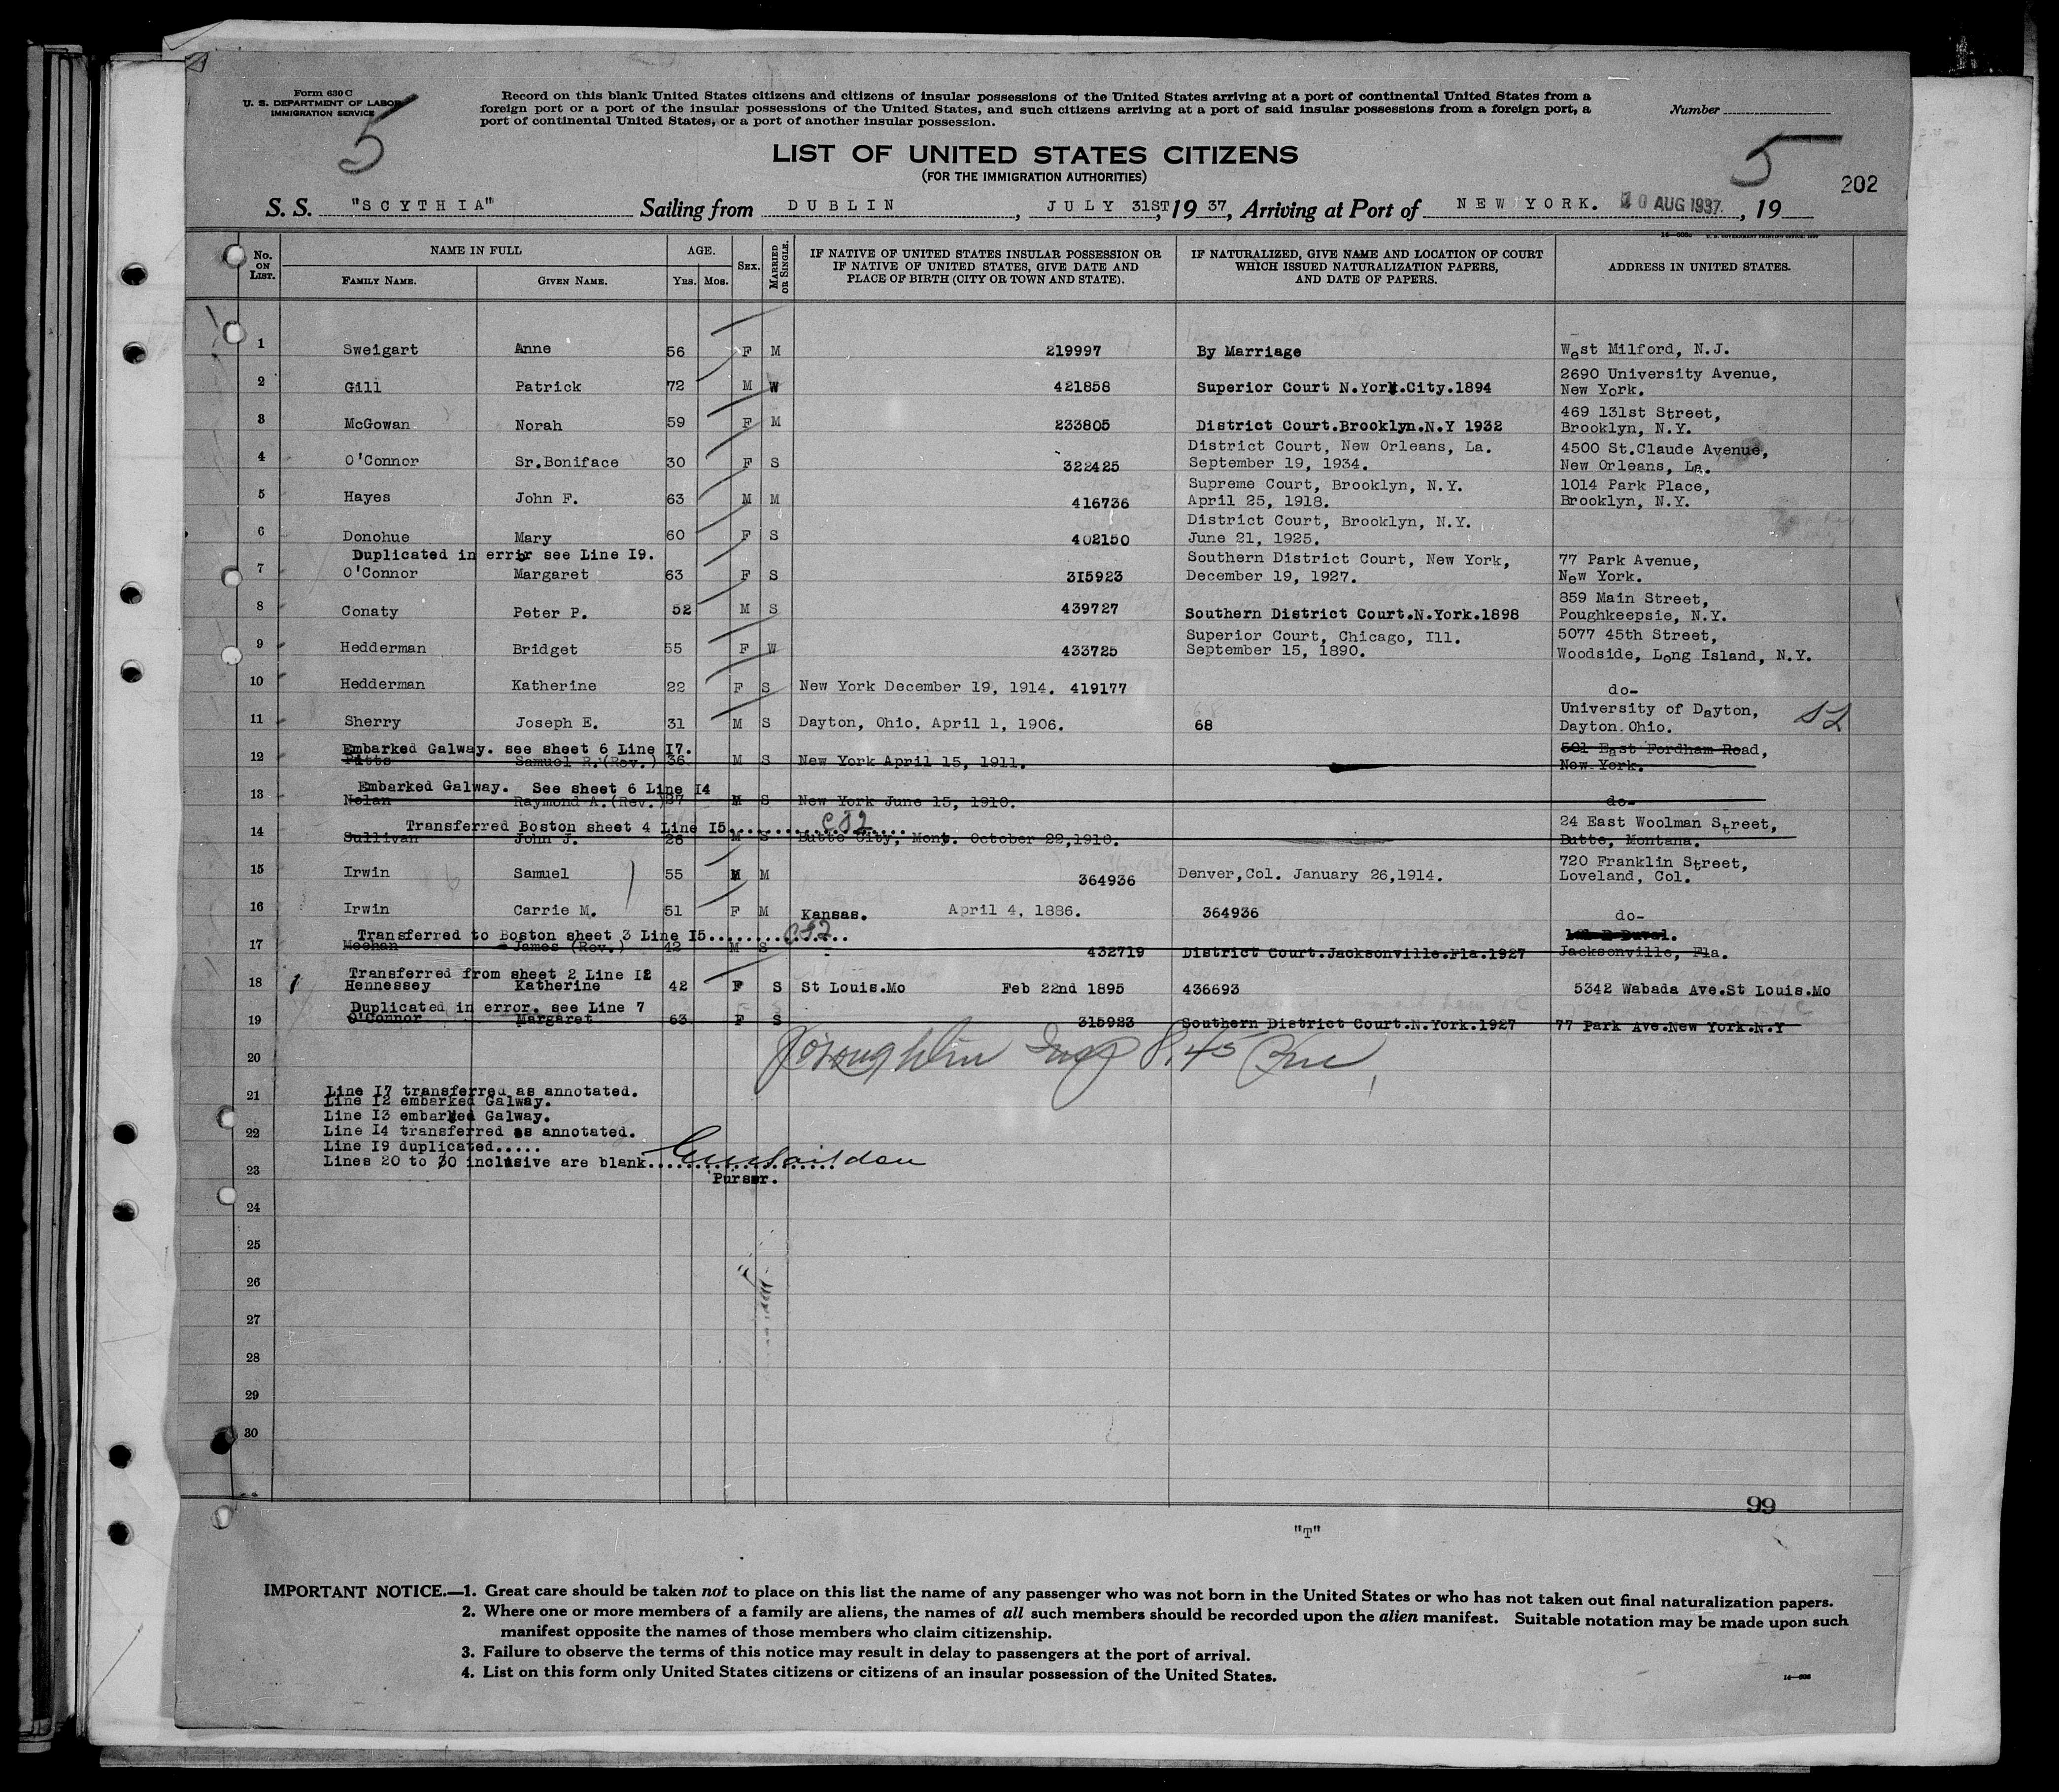 Form 630 C
U. S. DEPARTMENT OF LABOR
IMMIGRATION SERVICE
Record on this blank United States citizens and citizens of insular possessions of the United States arriving at a port of continental United States from a
foreign port or a port of the insular possessions of the United States, and such citizens arriving at a port of said insular possessions from a foreign port, a
port of continental United States, or a port of another insular possession.
Number
5
5
202
LIST OF UNITED STATES CITIZENS
(FOR THE IMMIGRATION AUTHORITIES)
S. S. "SCYTHIA" Sailing from DUBLIN, JULY 31ST, 19 37, Arriving at Port of NEW YORK. 10 AUG 1937, 19
No. ON LIST. NAME IN FULL AGE. SEX. MARRIED OR SINGLE. IF NATIVE OF UNITED STATES INSULAR POSSESSION OR IF NATIVE OF UNITED STATES, GIVE DATE AND PLACE OF BIRTH (CITY OR TOWN AND STATE). IF NATURALIZED, GIVE NAME AND LOCATION OF COURT WHICH ISSUED NATURALIZATION PAPERS, AND DATE OF PAPERS. ADDRESS IN UNITED STATES.
FAMILY NAME. GIVEN NAME. YRS. MOS.
1 Sweigart Anne 56 F M 219997 By Marriage West Milford, N.J.
2 Gill Patrick 72 M W 421858 Superior Court N.York.City.1894 2690 University Avenue,
New York.
3 McGowan Norah 59 F M 233805 District Court.Brooklyn.N.Y 1932 469 131st Street,
Brooklyn, N.Y.
4 O'Connor Sr.Boniface 30 F S 322425 District Court, New Orleans, La. 4500 St.Claude Avenue,
September 19, 1934. New Orleans, La.
5 Hayes John F. 63 M M 416736 Supreme Court, Brooklyn, N.Y. 1014 Park Place,
April 25, 1918. Brooklyn, N.Y.
6 Donohue Mary 60 F S 402150 District Court, Brooklyn, N.Y.
June 21, 1925.
Duplicated in error see Line I9.
7 O'Connor Margaret 63 F S 3I5923 Southern District Court, New York, 77 Park Avenue,
December 19, 1927. New York.
8 Conaty Peter P. 52 M S 439727 Southern District Court.N.York.1898 859 Main Street,
Poughkeepsie, N.Y.
9 Hedderman Bridget 55 F W 433725 Superior Court, Chicago, Ill. 5077 45th Street,
September 15, 1890. Woodside, Long Island, N.Y.
10 Hedderman Katherine 22 F S New York December 19, 1914. 419177 do-
11 Sherry Joseph E. 31 M S Dayton, Ohio. April 1, 1906. 68 University of Dayton,
Dayton.Ohio.
Embarked Galway. see sheet 6 Line I7.
12 Pitts Samuel R.(Rev.) 36 M S New York April 15, 1911. 501 East Fordham Road,
New York.
Embarked Galway. See sheet 6 Line I4
13 Nolan Raymond A.(Rev.) 27 M S New York June 15, 1910. do-
Transferred Boston sheet 4 Line I5
14 Sullivan John J. 26 M S Butte City, Mont. October 22,1910. 24 East Woolman Street,
Butte, Montana.
15 Irwin Samuel 55 M M 364936 Denver,Col. January 26,1914. 720 Franklin Street,
Loveland, Col.
16 Irwin Carrie M. 51 F M Kansas. April 4, 1886. 364936 do-
Transferred to Boston sheet 3 Line I5
17 Meehan James (Rev.) 42 M S 432719 District Court.Jacksonville.Fla.1927 Jacksonville, Fla.
Transferred from sheet 2 Line I2
18 Hennessey Katherine 42 F S St Louis.Mo Feb 22nd 1895 436693 5342 Wabada Ave.St Louis.Mo
Duplicated in error. see Line 7
19 O'Connor Margaret 63 F S 315923 Southern District Court.N.York.1927 77 Park Ave.New York.N.Y
20
21 Line I7 transferred as annotated.
Line I2 embarked Galway.
Line I3 embarked Galway.
22 Line I4 transferred as annotated.
Line I9 duplicated.....
23 Lines 20 to 30 inclusive are blank
Purser.
24
25
26
27
28
29
30
99
"T"
IMPORTANT NOTICE.—1. Great care should be taken not to place on this list the name of any passenger who was not born in the United States or who has not taken out final naturalization papers.
2. Where one or more members of a family are aliens, the names of all such members should be recorded upon the alien manifest. Suitable notation may be made upon such
manifest opposite the names of those members who claim citizenship.
3. Failure to observe the terms of this notice may result in delay to passengers at the port of arrival.
4. List on this form only United States citizens or citizens of an insular possession of the United States.